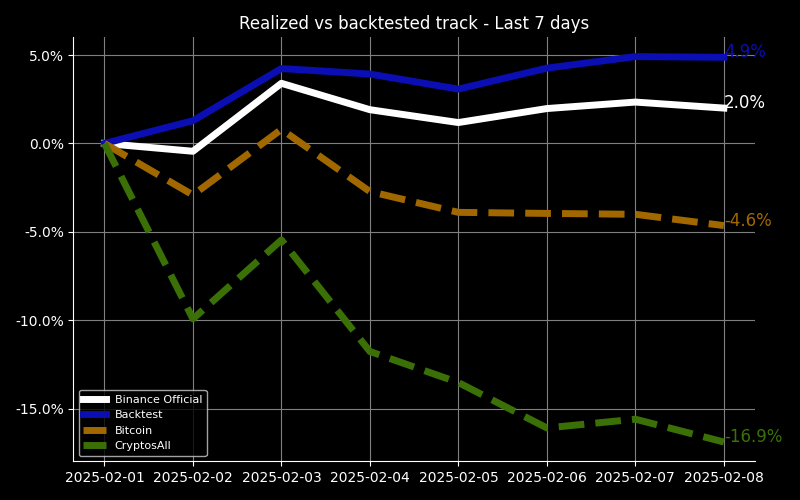 Realized vs backtested track - Last 7 days
5.0%
0.0%
-5.0%
-10.0%
-15.0%
4.9%
2.0%
-4.6%
-16.9%
Binance Official
Backtest
Bitcoin
CryptosAll
2025-02-01 2025-02-02 2025-02-03 2025-02-04 2025-02-05 2025-02-06 2025-02-07 2025-02-08